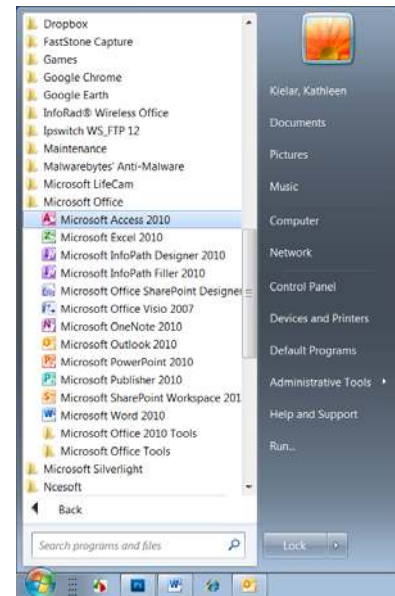 Dropbox
FastStone Capture
Games
Google Chrome
Google Earth
InfoRad® Wireless Office
Ipswitch WS_FTP 12
Maintenance
Malwarebytes' Anti-Malware
Microsoft LifeCam
Microsoft Office
Microsoft Access 2010
Microsoft Excel 2010
Microsoft InfoPath Designer 2010
Microsoft InfoPath Filler 2010
Microsoft Office SharePoint Designer
Microsoft Office Visio 2007
Microsoft OneNote 2010
Microsoft Outlook 2010
Microsoft PowerPoint 2010
Microsoft Publisher 2010
Microsoft SharePoint Workspace 201
Microsoft Word 2010
Microsoft Office 2010 Tools
Microsoft Office Tools
Microsoft Silverlight
Ncesoft
Back
Search programs and files
Kielar, Kathleen
Documents
Pictures
Music
Computer
Network
Control Panel
Devices and Printers
Default Programs
Administrative Tools
Help and Support
Run...
Lock